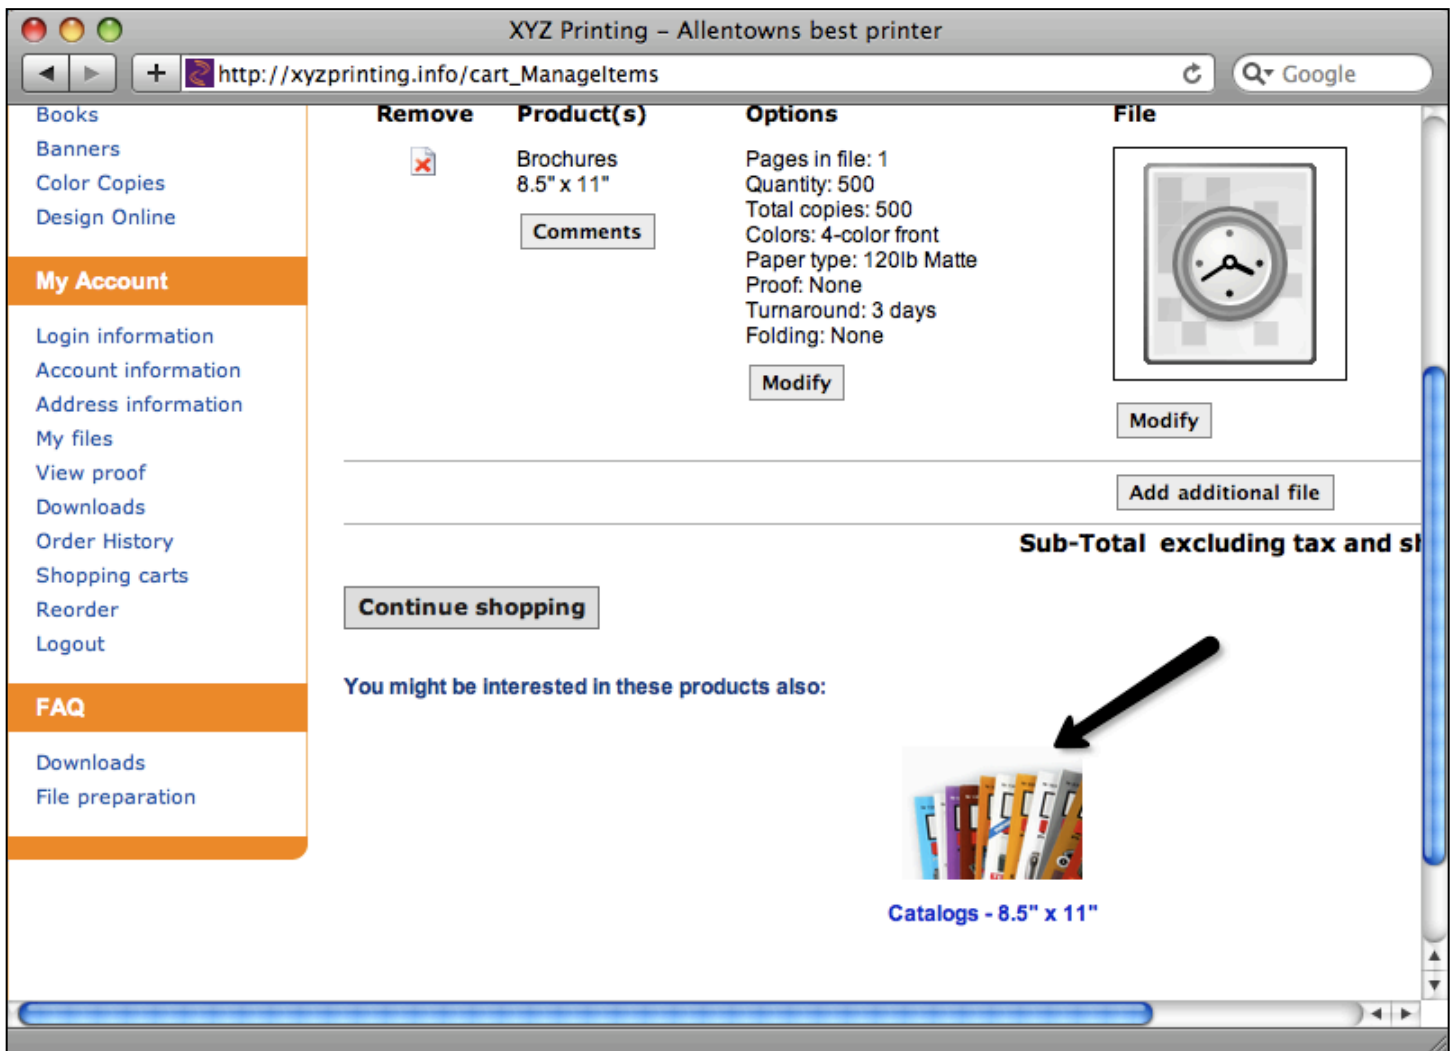 XYZ Printing – Allentowns best printer
http://xyzprinting.info/cart_ManageItems
Google
Books
Banners
Color Copies
Design Online
My Account
Login information
Account information
Address information
My files
View proof
Downloads
Order History
Shopping carts
Reorder
Logout
FAQ
Downloads
File preparation
Remove
Product(s)
Options
File
Brochures
8.5" x 11"
Comments
Pages in file: 1
Quantity: 500
Total copies: 500
Colors: 4-color front
Paper type: 120lb Matte
Proof: None
Turnaround: 3 days
Folding: None
Modify
Modify
Add additional file
Sub-Total excluding tax and
Continue shopping
You might be interested in these products also:
Catalogs - 8.5" x 11"